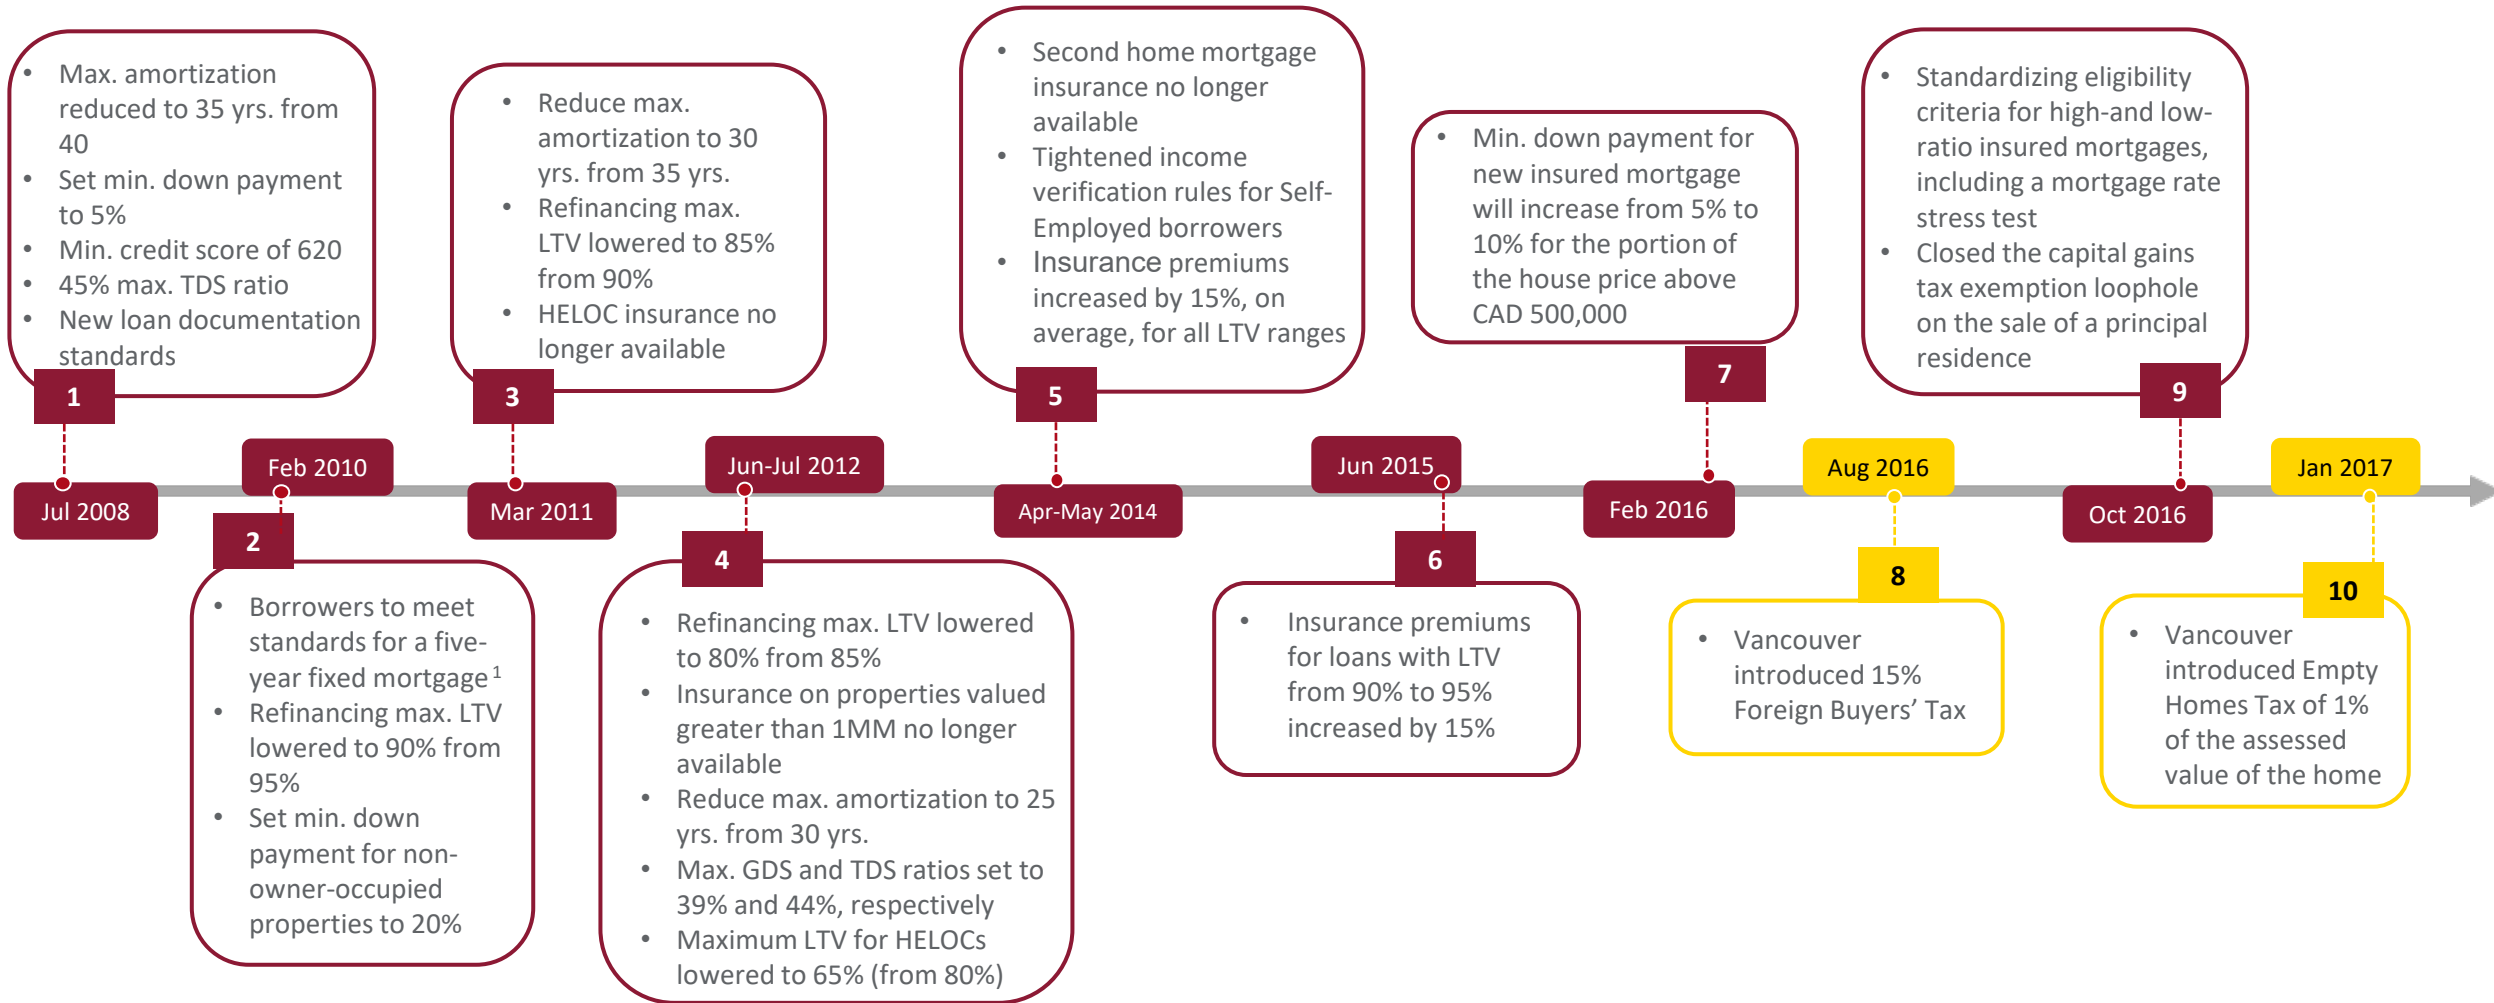 • Max. amortization
reduced to 35 yrs. from
40
• Set min. down payment
to 5%
• Min. credit score of 620
• 45% max. TDS ratio
• New loan documentation
standards
1
Jul 2008
Feb 2010
2
• Borrowers to meet
standards for a five-
year fixed mortgage 1
• Refinancing max. LTV
lowered to 90% from
95%
• Set min. down
payment for non-
owner-occupied
properties to 20%
• Reduce max.
amortization to 30
yrs. from 35 yrs.
• Refinancing max.
LTV lowered to 85%
from 90%
• HELOC insurance no
longer available
3
Mar 2011
Jun-Jul 2012
4
• Refinancing max. LTV lowered
to 80% from 85%
• Insurance on properties valued
greater than 1MM no longer
available
• Reduce max. amortization to 25
yrs. from 30 yrs.
• Max. GDS and TDS ratios set to
39% and 44%, respectively
• Maximum LTV for HELOCs
lowered to 65% (from 80%)
• Second home mortgage
insurance no longer
available
• Tightened income
verification rules for Self-
Employed borrowers
• Insurance premiums
increased by 15%, on
average, for all LTV ranges
5
Apr-May 2014
Jun 2015
6
• Insurance premiums
for loans with LTV
from 90% to 95%
increased by 15%
• Min. down payment for
new insured mortgage
will increase from 5% to
10% for the portion of
the house price above
CAD 500,000
7
Feb 2016
Aug 2016
8
• Vancouver
introduced 15%
Foreign Buyers’ Tax
• Standardizing eligibility
criteria for high-and low-
ratio insured mortgages,
including a mortgage rate
stress test
• Closed the capital gains
tax exemption loophole
on the sale of a principal
residence
9
Oct 2016
Jan 2017
10
• Vancouver
introduced Empty
Homes Tax of 1%
of the assessed
value of the home